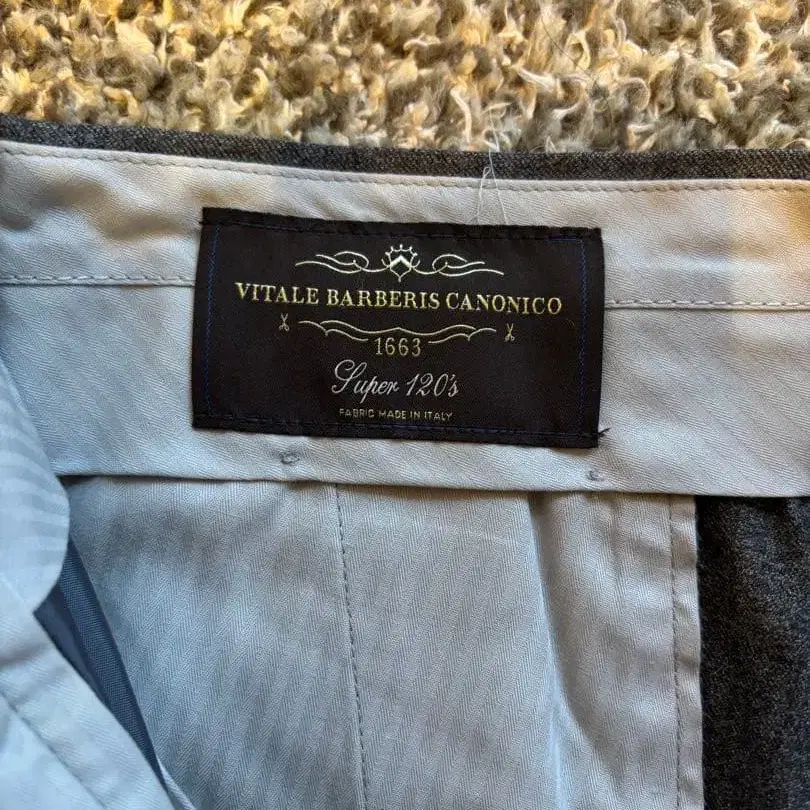 VITALE BARBERIS CANONICO
1663
Super 120's
FABRIC MADE IN ITALY